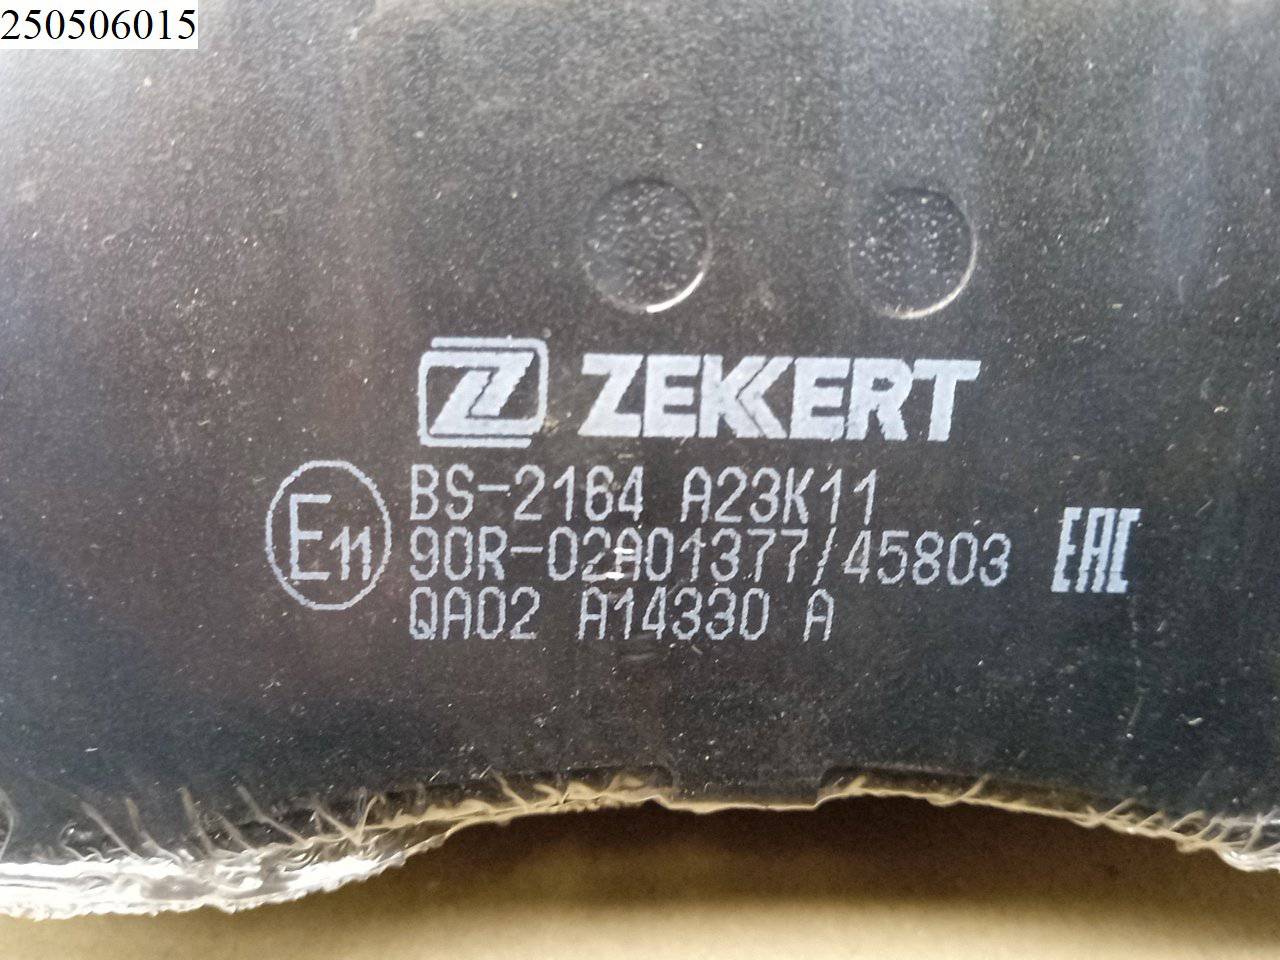 250506015
ZEKKERT
BS-2164 A23K11
E11
90R-02A01377/45803
EAC
QA02 A14330 A